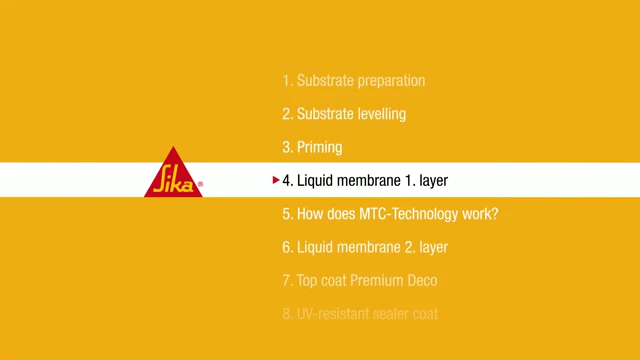 1. Substrate preparation
2. Substrate levelling
3. Priming
Sika®
4. Liquid membrane 1. layer
5. How does MTC-Technology work?
6. Liquid membrane 2. layer
7. Top coat Premium Deco
8. UV-resistant sealer coat